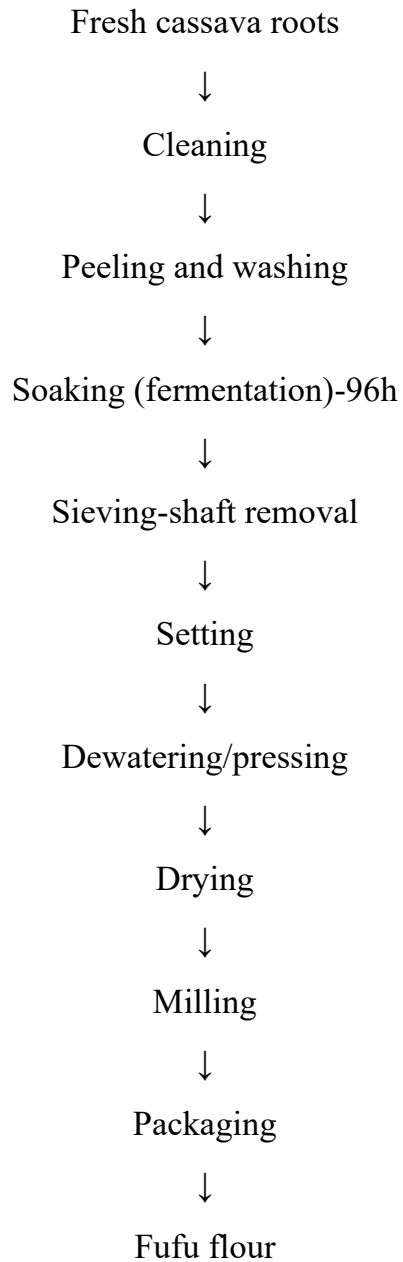 Fresh cassava roots
↓
Cleaning
↓
Peeling and washing
↓
Soaking (fermentation)-96h
↓
Sieving-shaft removal
↓
Setting
↓
Dewatering/pressing
↓
Drying
↓
Milling
↓
Packaging
↓
Fufu flour